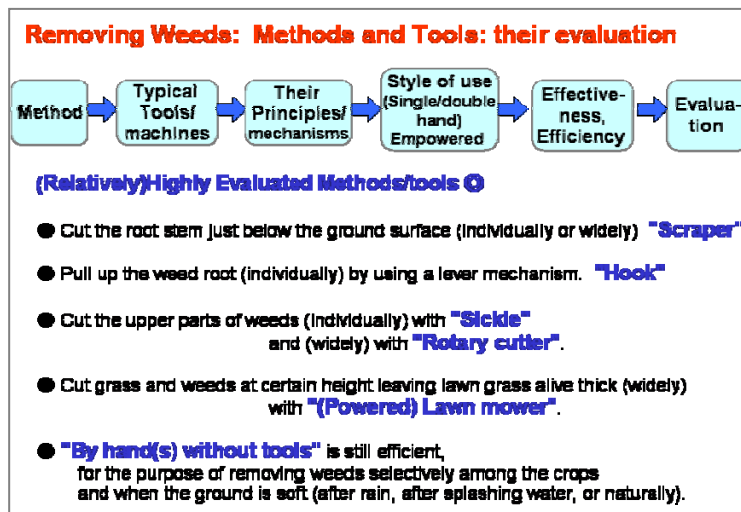 Removing Weeds: Methods and Tools: their evaluation
Method
Typical
Tools/
machines
Their
Principles/
mechanisms
Style of use
(Single/double
hand)
Empowered
Effective-
ness,
Efficiency
Evalua-
tion
(Relatively)Highly Evaluated Methods/tools ◎
● Cut the root stem just below the ground surface (individually or widely) "Scraper"
● Pull up the weed root (individually) by using a lever mechanism. "Hook"
● Cut the upper parts of weeds (individually) with "Sickle"
and (widely) with "Rotary cutter".
● Cut grass and weeds at certain height leaving lawn grass alive thick (widely)
with "(Powered) Lawn mower".
● "By hand(s) without tools" is still efficient,
for the purpose of removing weeds selectively among the crops
and when the ground is soft (after rain, after splashing water, or naturally).